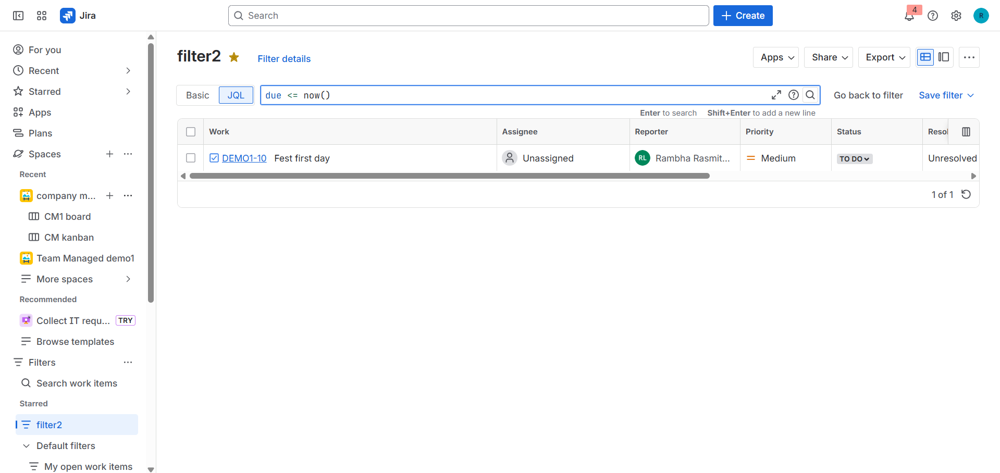 Jira
Search
Create
4
R
For you
Recent
Starred
Apps
Plans
Spaces
Recent
company m...
CM1 board
CM kanban
Team Managed demo1
More spaces
Recommended
Collect IT requ... TRY
Browse templates
Filters
Search work items
Starred
filter2
Default filters
My open work items
filter2
Filter details
Apps
Share
Export
Basic
JQL
due <= now()
Go back to filter
Save filter
Enter to search Shift+Enter to add a new line
Work Assignee Reporter Priority Status Resol
DEMO1-10 Fest first day Unassigned RL Rambha Rasmit... Medium TO DO Unresolved
1 of 1